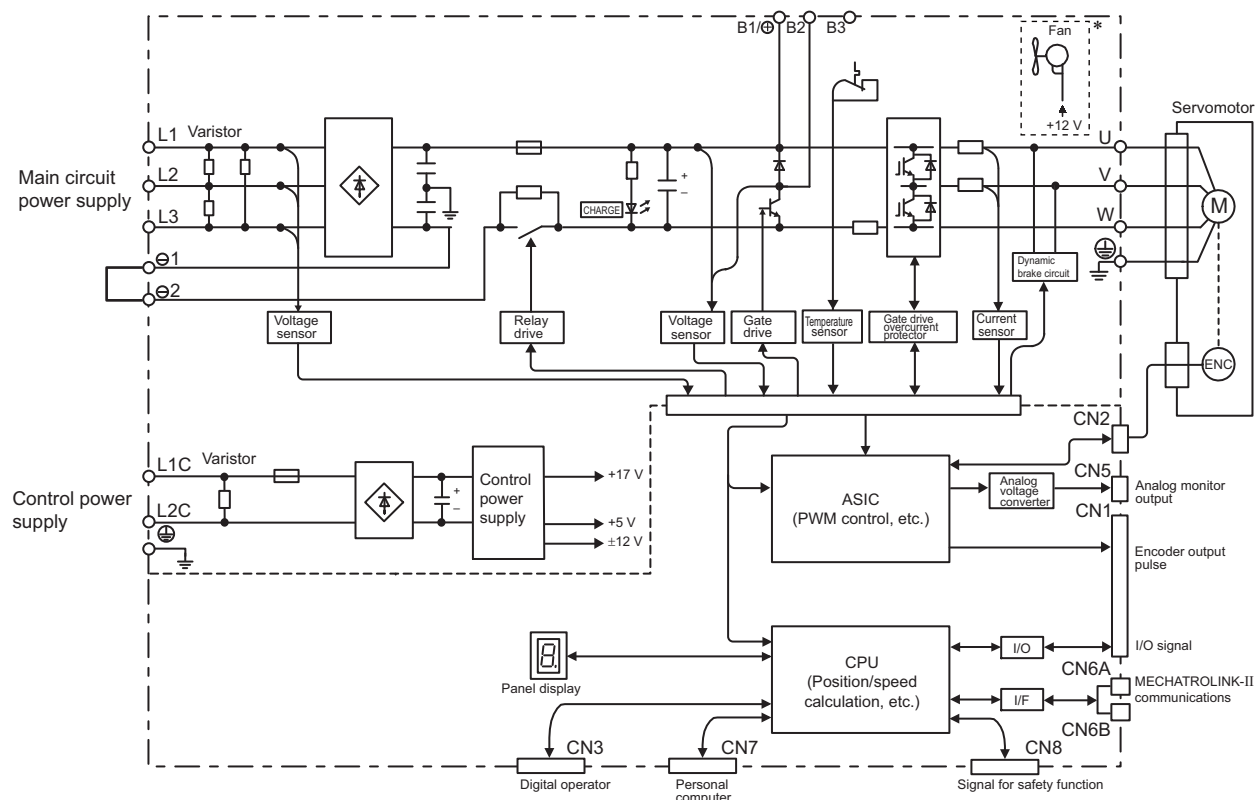 B1/⊕ B2 B3
Fan *
+12 V
Servomotor
Main circuit
power supply
L1 Varistor
L2
L3
⊖1
⊖2
CHARGE
+
–
U
V
W
M
ENC
Dynamic
brake circuit
Voltage
sensor
Relay
drive
Voltage
sensor
Gate
drive
Temperature
sensor
Gate drive
overcurrent
protector
Current
sensor
Control power
supply
L1C Varistor
L2C
+
–
Control
power
supply
+17 V
+5 V
±12 V
ASIC
(PWM control, etc.)
Analog
voltage
converter
CN2
CN5
Analog monitor
output
CN1
Encoder output
pulse
I/O signal
CPU
(Position/speed
calculation, etc.)
I/O
I/F
CN6A
MECHATROLINK-II
communications
CN6B
8.
Panel display
CN3
Digital operator
CN7
Personal
computer
CN8
Signal for safety function